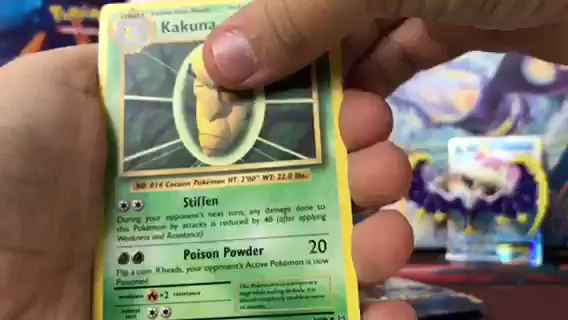 Kakuna
NO. 014 Cocoon Pokémon HT: 2'00" WT: 22.0 lbs.
Stiffen
During your opponent's next turn, any damage done to
this Pokémon by attacks is reduced by 40 (after applying
Weakness and Resistance)
Poison Powder 20
Flip a coin. If heads, your opponent's Active Pokémon is now
Poisoned
weakness ×2 resistance
retreat cost